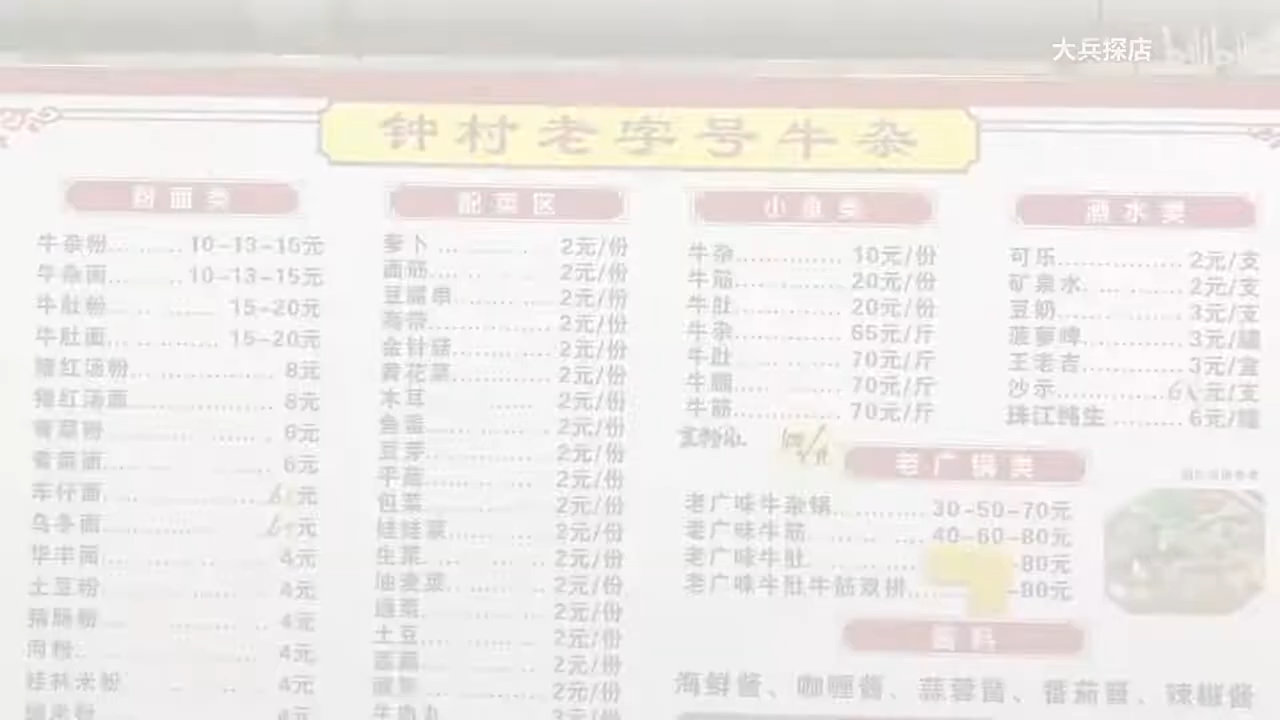 大兵探店 bilibili
钟村老字号牛杂
粉面类
牛杂粉 10-13-15元
牛杂面 10-13-15元
牛肚粉 15-20元
牛肚面 15-20元
猪红汤粉 8元
猪红汤面 8元
6元
6元
车仔面 元
乌冬面 元
华丰面 4元
土豆粉 4元
猪肠粉 4元
河粉 4元
桂林米粉 4元
配菜区
萝卜 2元/份
面筋 2元/份
豆腐串 2元/份
海带 2元/份
金针菇 2元/份
黄花菜 2元/份
木耳 2元/份
鱼蛋 2元/份
豆芽 2元/份
平菇 2元/份
包菜 2元/份
娃娃菜 2元/份
生菜 2元/份
油麦菜 2元/份
2元/份
土豆 2元/份
2元/份
2元/份
牛肉丸
小食类
牛杂 10元/份
牛筋 20元/份
牛肚 20元/份
牛杂 65元/斤
牛肚 70元/斤
牛腩 70元/斤
牛筋 70元/斤
老广锅类
老广味牛杂锅 30-50-70元
老广味牛筋 40-60-80元
老广味牛肚 -80元
老广味牛肚牛筋双拼 -80元
酱料
海鲜酱、咖喱酱、蒜蓉酱、番茄酱、辣椒酱
酒水类
可乐 2元/支
矿泉水 2元/支
豆奶 3元/支
菠萝啤 3元/罐
王老吉 3元/盒
沙示 6元/支
珠江纯生 6元/罐